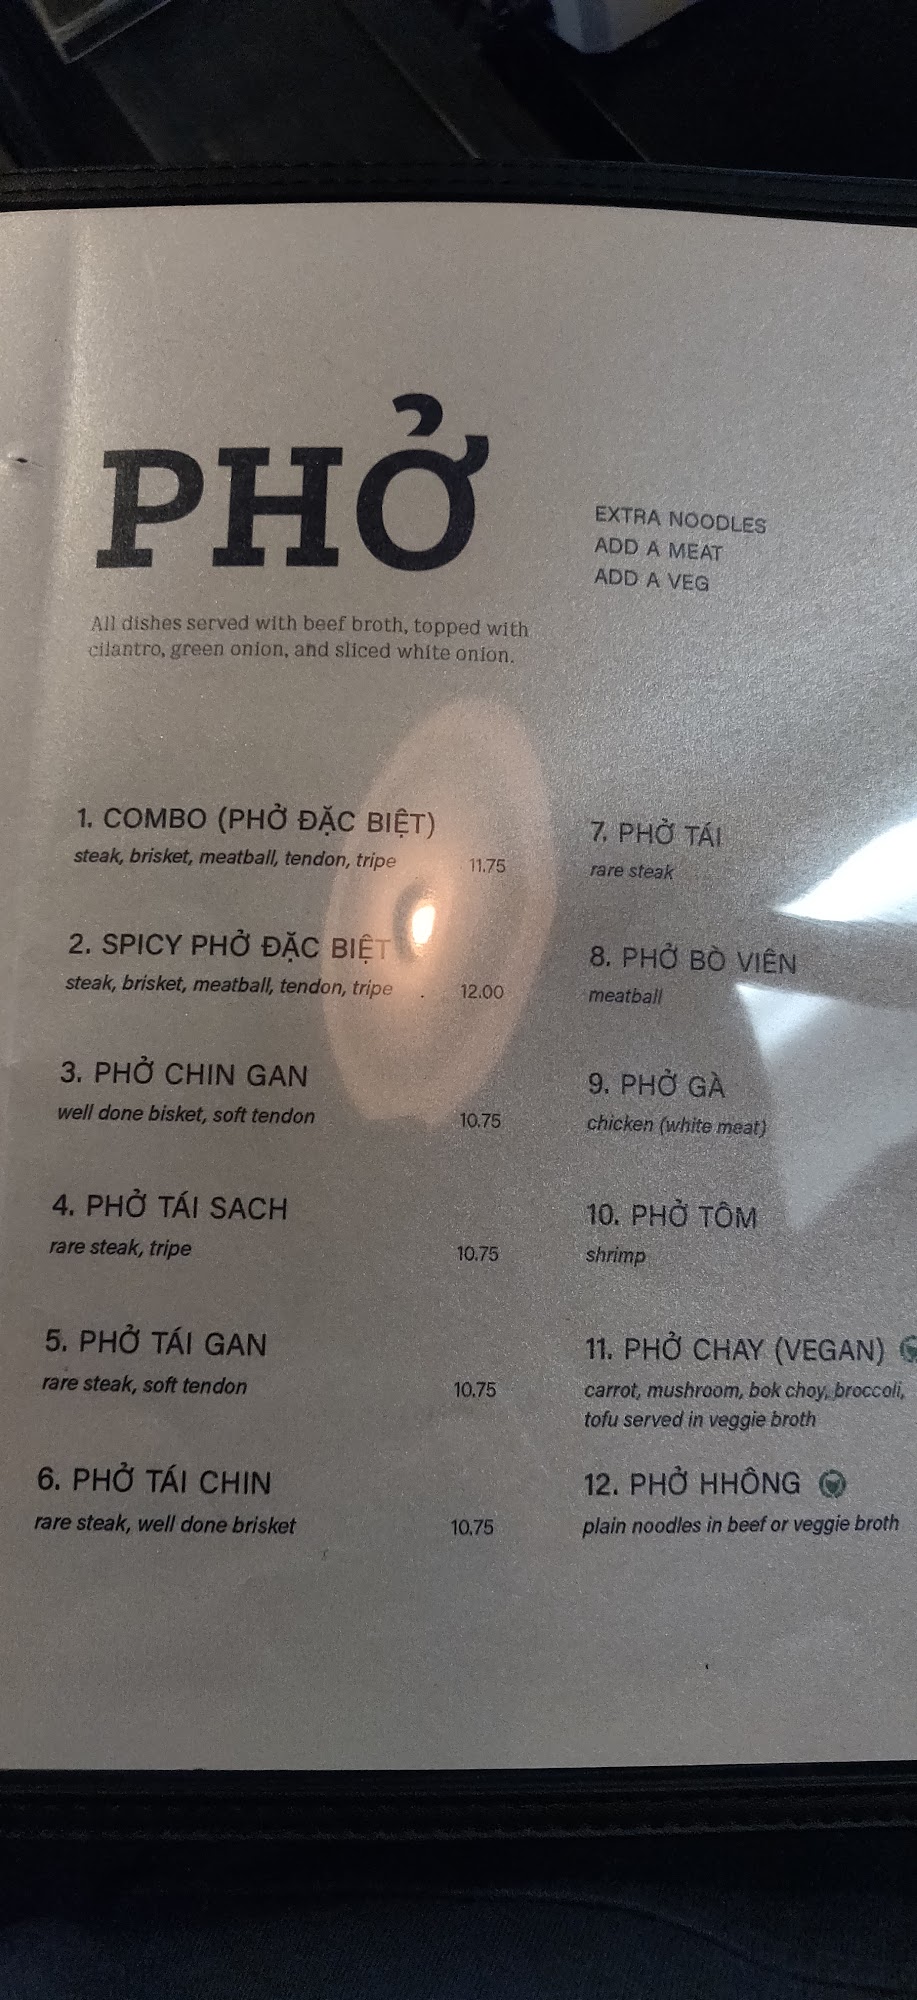 PHỞ
All dishes served with beef broth, topped with
cilantro, green onion, and sliced white onion.
EXTRA NOODLES
ADD A MEAT
ADD A VEG
1. COMBO (PHỞ ĐẶC BIỆT)
steak, brisket, meatball, tendon, tripe 11.75
2. SPICY PHỞ ĐẶC BIỆT
steak, brisket, meatball, tendon, tripe . 12.00
3. PHỞ CHIN GAN
well done bisket, soft tendon 10.75
4. PHỞ TÁI SACH
rare steak, tripe 10.75
5. PHỞ TÁI GAN
rare steak, soft tendon 10.75
6. PHỞ TÁI CHIN
rare steak, well done brisket 10.75
7. PHỞ TÁI
rare steak
8. PHỞ BÒ VIÊN
meatball
9. PHỞ GÀ
chicken (white meat)
10. PHỞ TÔM
shrimp
11. PHỞ CHAY (VEGAN)
carrot, mushroom, bok choy, broccoli,
tofu served in veggie broth
12. PHỞ HHÔNG
plain noodles in beef or veggie broth